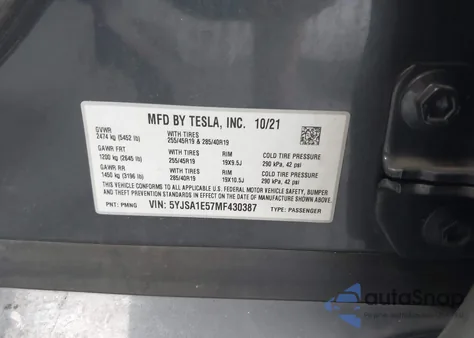 MFD BY TESLA, INC. 10/21
GVWR WITH TIRES
2474 kg (5452 lb) 255/45R19 & 285/40R19
GAWR FRT WITH TIRES RIM COLD TIRE PRESSURE
1200 kg (2645 lb) 255/45R19 19X9.5J 290 kPa, 42 psi
GAWR RR WITH TIRES RIM COLD TIRE PRESSURE
1450 kg (3196 lb) 285/40R19 19X10.5J 290 kPa, 42 psi
THIS VEHICLE CONFORMS TO ALL APPLICABLE U.S. FEDERAL MOTOR VEHICLE SAFETY, BUMPER
AND THEFT PREVENTION STANDARDS IN EFFECT ON THE DATE OF MANUFACTURE SHOWN ABOVE.
PNT: PMNG VIN: 5YJSA1E57MF430387 TYPE: PASSENGER
autaSnap